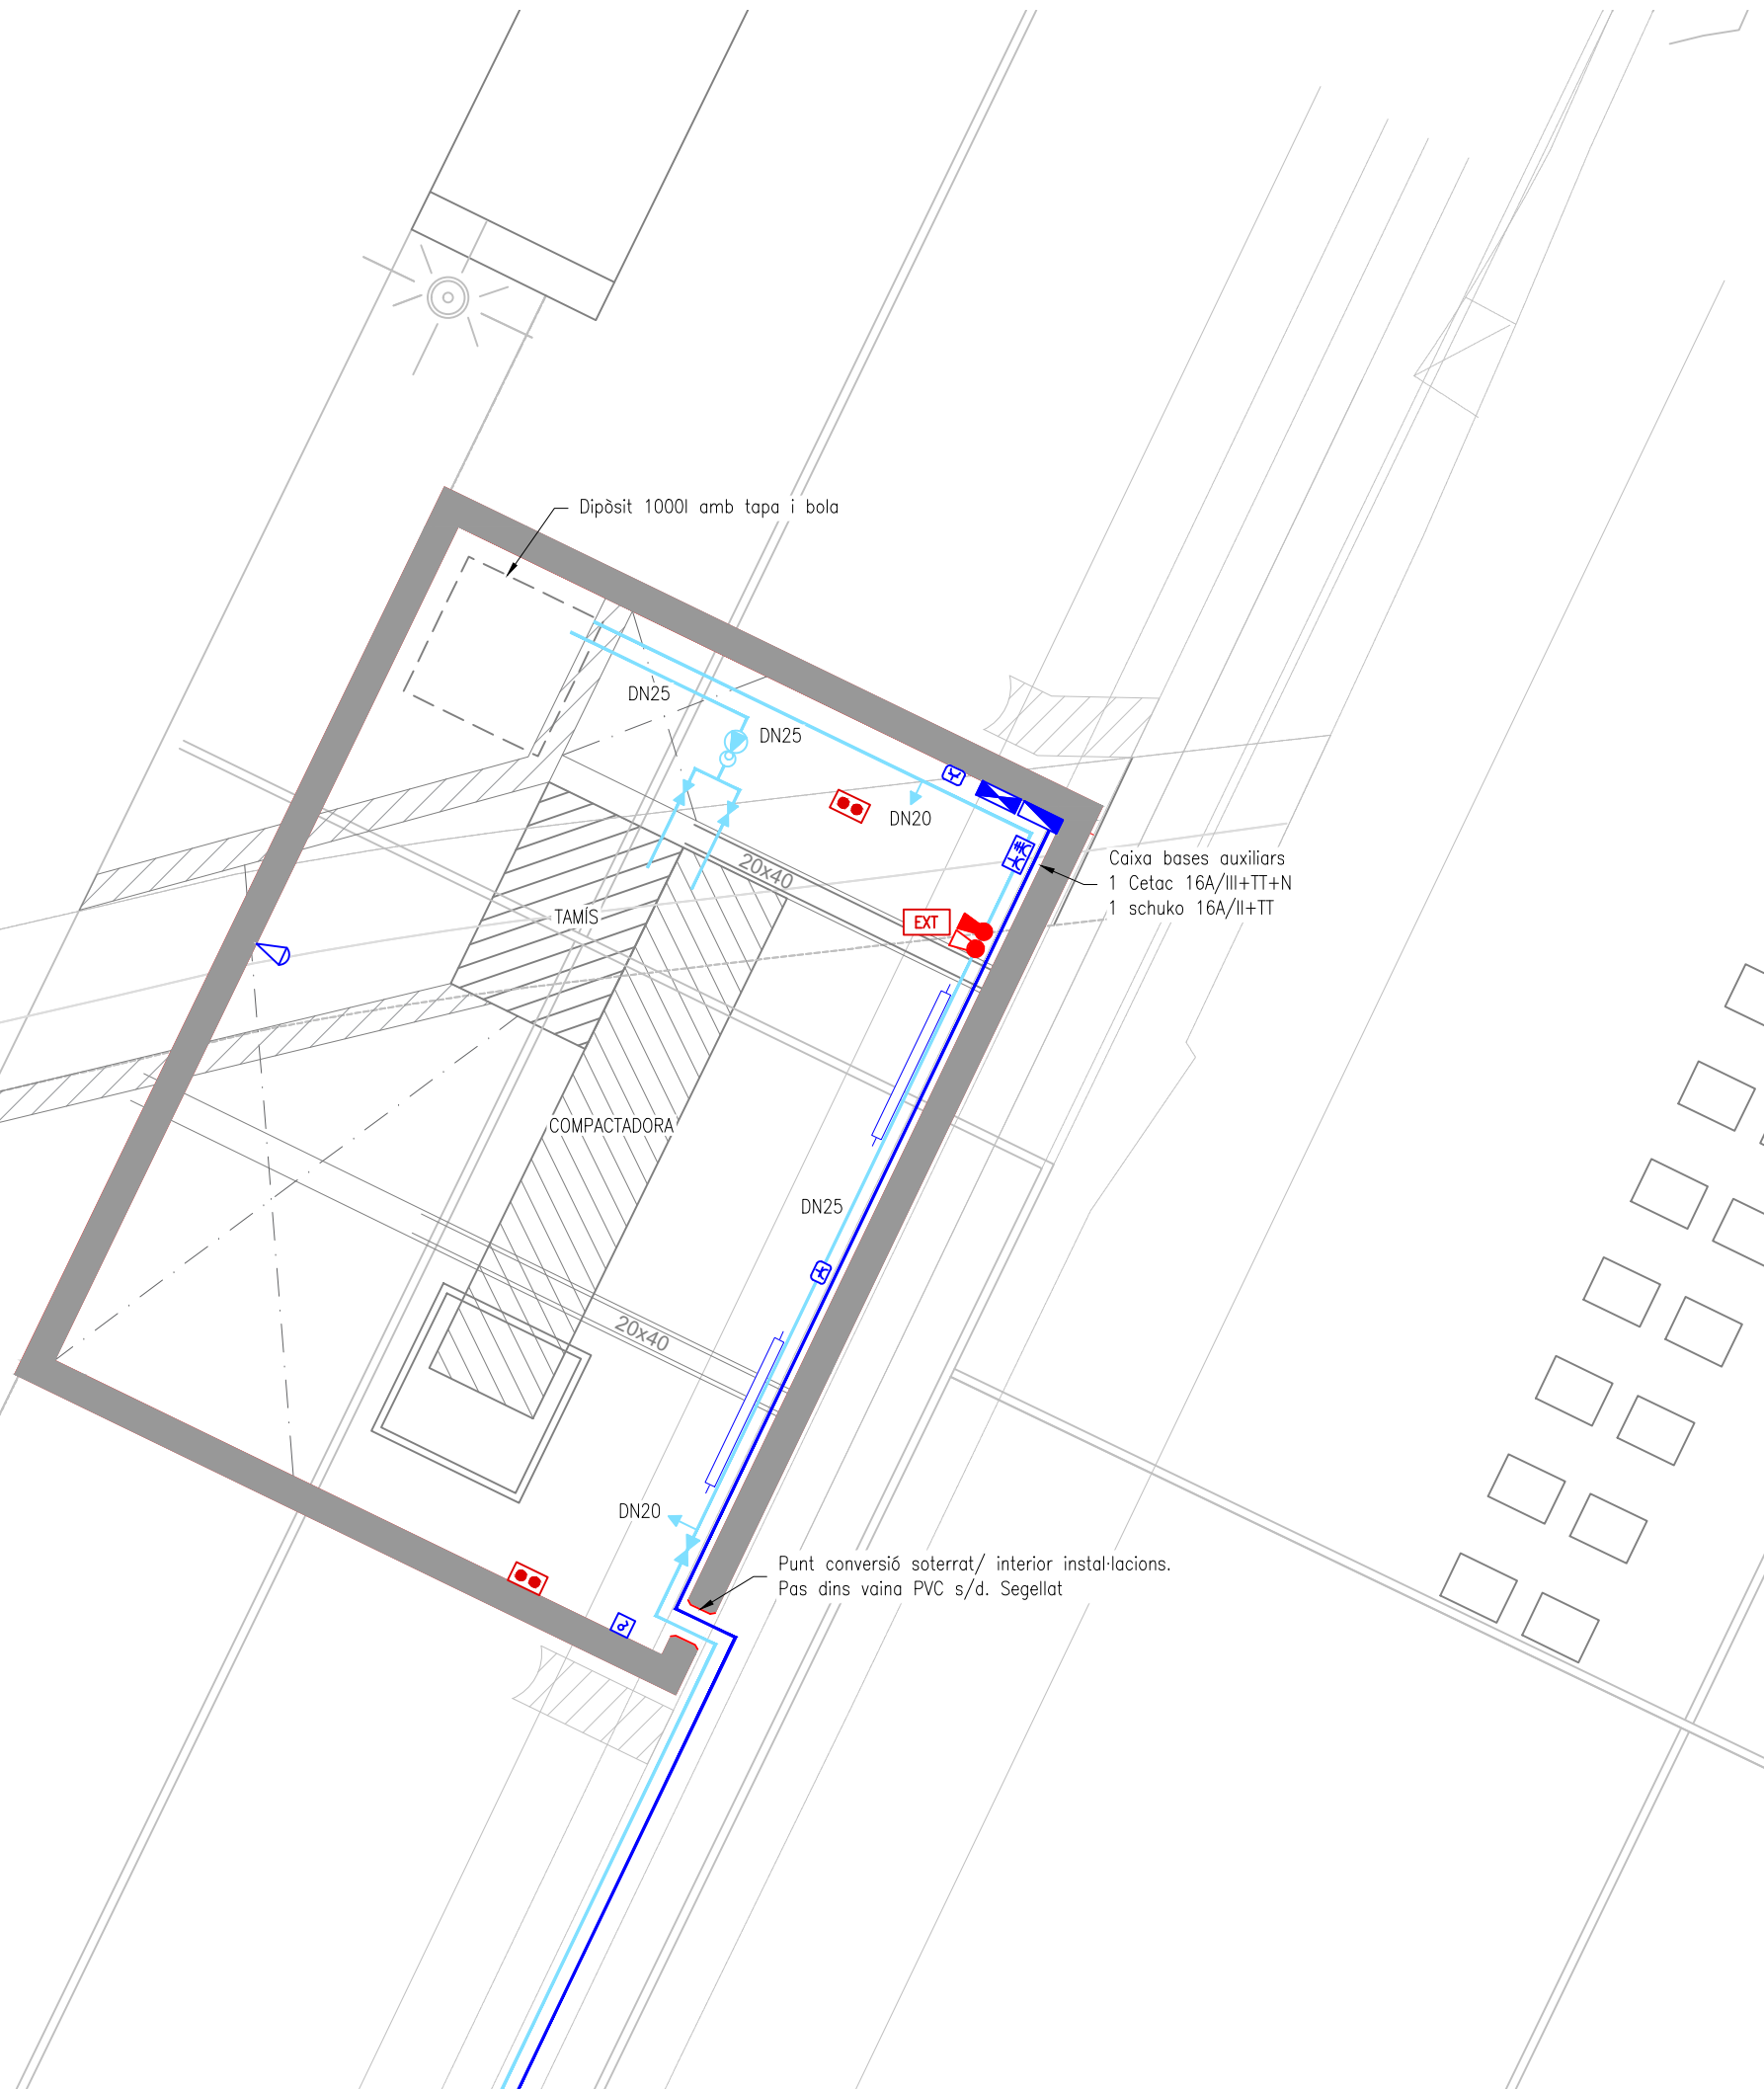 Dipòsit 1000l amb tapa i bola
DN25
DN25
DN20
20x40
Caixa bases auxiliars
1 Cetac 16A/III+TT+N
1 schuko 16A/II+TT
TAMÍS
EXT
COMPACTADORA
DN25
20x40
DN20
Punt conversió soterrat/ interior instal·lacions.
Pas dins vaina PVC s/d. Segellat